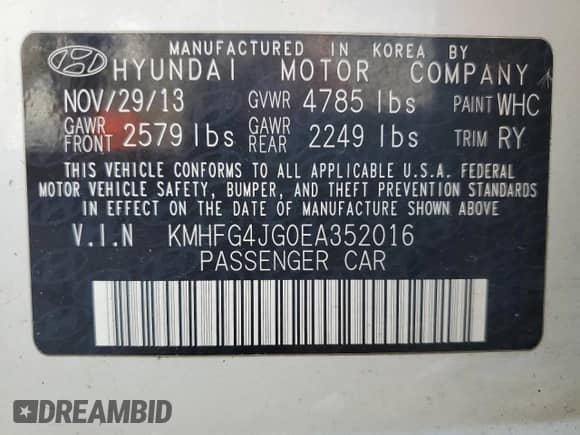 MANUFACTURED IN KOREA BY
HYUNDAI MOTOR COMPANY
NOV/29/13 GVWR 4785 lbs PAINT WHC
GAWR FRONT 2579 lbs GAWR REAR 2249 lbs TRIM RY
THIS VEHICLE CONFORMS TO ALL APPLICABLE U.S.A. FEDERAL
MOTOR VEHICLE SAFETY, BUMPER, AND THEFT PREVENTION STANDARDS
IN EFFECT ON THE DATE OF MANUFACTURE SHOWN ABOVE
V.I.N KMHFG4JG0EA352016
PASSENGER CAR
DREAMBID